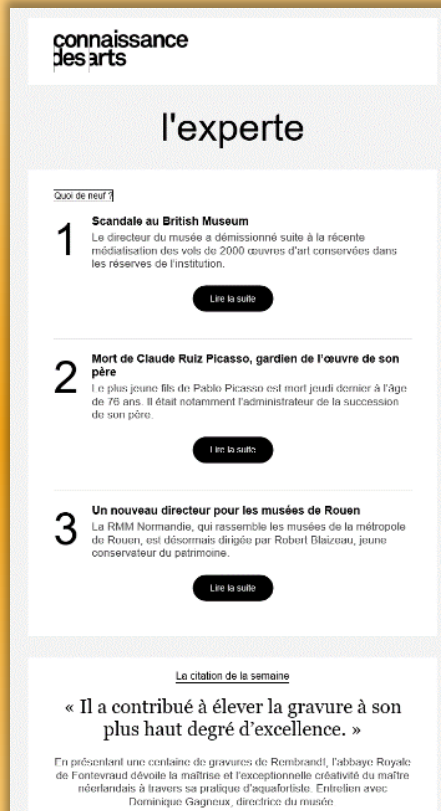 connaissance
des arts
l'experte
Quoi de neuf ?
1
Scandale au British Museum
Le directeur du musée a démissionné suite à la récente
médiatisation des vols de 2000 œuvres d'art conservées dans
les réserves de l'institution.
Lire la suite
2
Mort de Claude Ruiz Picasso, gardien de l'œuvre de son
père
Le plus jeune fils de Pablo Picasso est mort jeudi dernier à l'âge
de 76 ans. Il était notamment l'administrateur de la succession
de son père.
Lire la suite
3
Un nouveau directeur pour les musées de Rouen
La RMM Normandie, qui rassemble les musées de la métropole
de Rouen, est désormais dirigée par Robert Blaizeau, jeune
conservateur du patrimoine.
Lire la suite
La citation de la semaine
« Il a contribué à élever la gravure à son
plus haut degré d'excellence. »
En présentant une centaine de gravures de Rembrandt, l'abbaye Royale
de Fontevraud dévoile la maîtrise et l'exceptionnelle créativité du maître
néerlandais à travers sa pratique d'aquafortiste. Entretien avec
Dominique Gagneux, directrice du musée